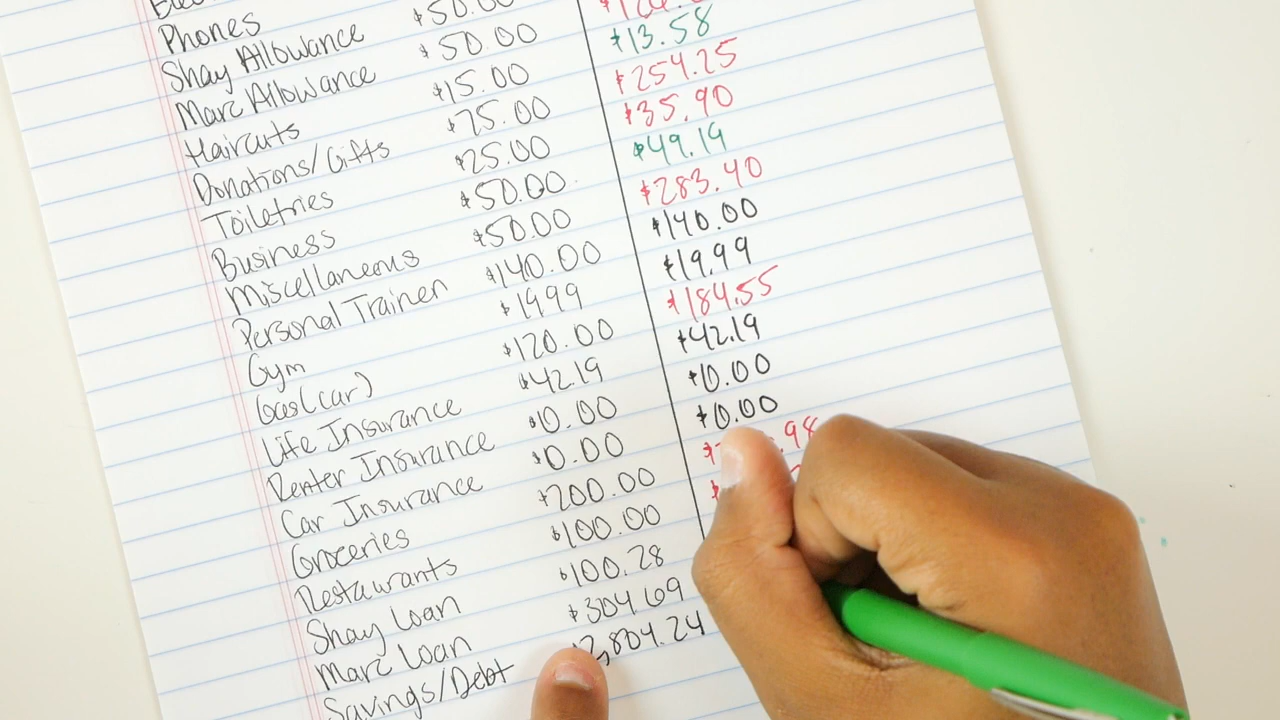 Phones
Shay Allowance $50.00
Marc Allowance $50.00
Haircuts $15.00 $13.58
Donations/Gifts $75.00 $254.25
Toiletries $25.00 $35.90
Business $50.00 $49.19
Miscellaneous $50.00 $283.40
Personal Trainer $140.00 $140.00
Gym $19.99 $19.99
Gas(car) $120.00 $184.55
Life Insurance $42.19 $42.19
Renter Insurance $0.00 $0.00
Car Insurance $0.00 $0.00
Groceries $200.00
Restaurants $100.00
Shay Loan $100.28
Marc Loan $304.69
Savings/Debt $2,804.24